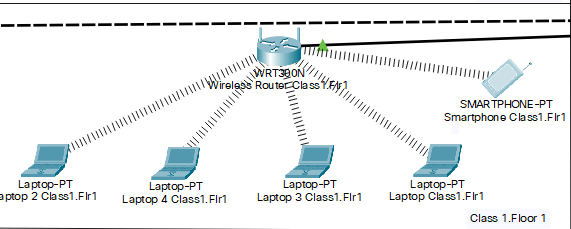 WRT300N
Wireless Router Class1.Flr1
SMARTPHONE-PT
Smartphone Class1.Flr1
Laptop-PT
aptop 2 Class1.Flr1
Laptop-PT
Laptop 4 Class1.Flr1
Laptop-PT
Laptop 3 Class1.Flr1
Laptop-PT
Laptop Class1.Flr1
Class 1.Floor 1